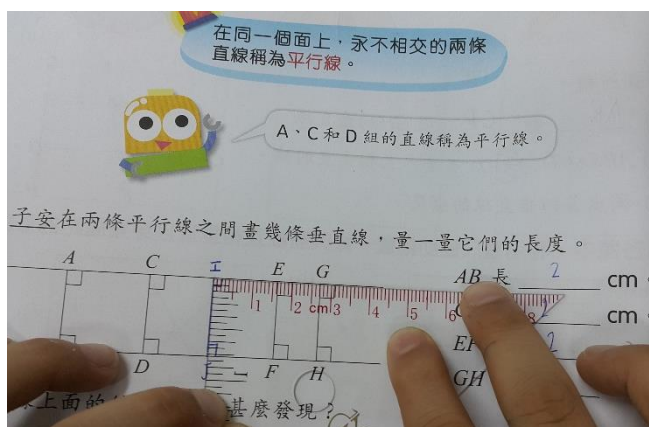 在同一個面上，永不相交的兩條
直線稱為平行線。
A、C和D組的直線稱為平行線。
子安在兩條平行線之間畫幾條垂直線，量一量它們的長度。
A C I E G
AB 長 2 cm
1 2 cm 3 4 5 6 8
2 cm
EF 2
D J F H
GH
上面的
甚麼發現？